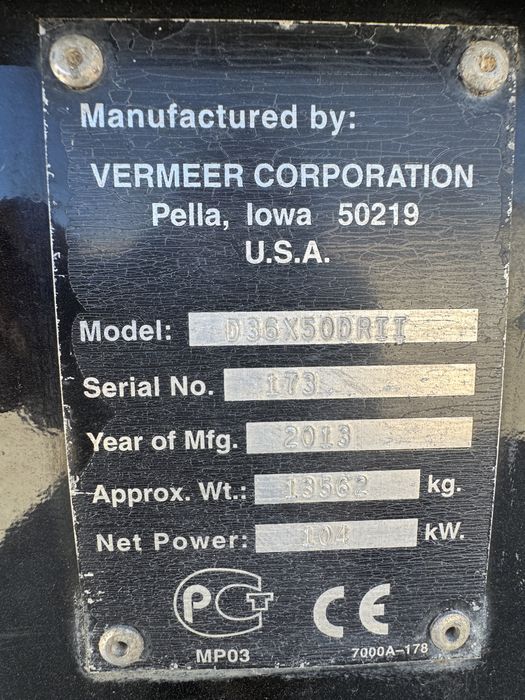 Manufactured by:
VERMEER CORPORATION
Pella, Iowa 50219
U.S.A.
Model: D36X50DRII
Serial No. 173
Year of Mfg. 2013
Approx. Wt.: 13562 kg.
Net Power: 104 kW.
PCT CE
MP03 7000A-178